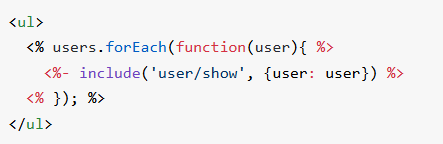 <ul>
  <% users.forEach(function(user){ %>
    <%- include('user/show', {user: user}) %>
  <% }); %>
</ul>